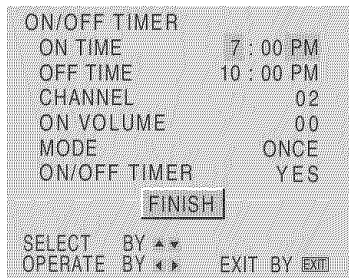 ON/OFF TIMER
ON TIME 7 : 00 PM
OFF TIME 10 : 00 PM
CHANNEL 02
ON VOLUME 00
MODE ONCE
ON/OFF TIMER YES
FINISH
SELECT BY ▲▼
OPERATE BY ◀▶ EXIT BY EXIT